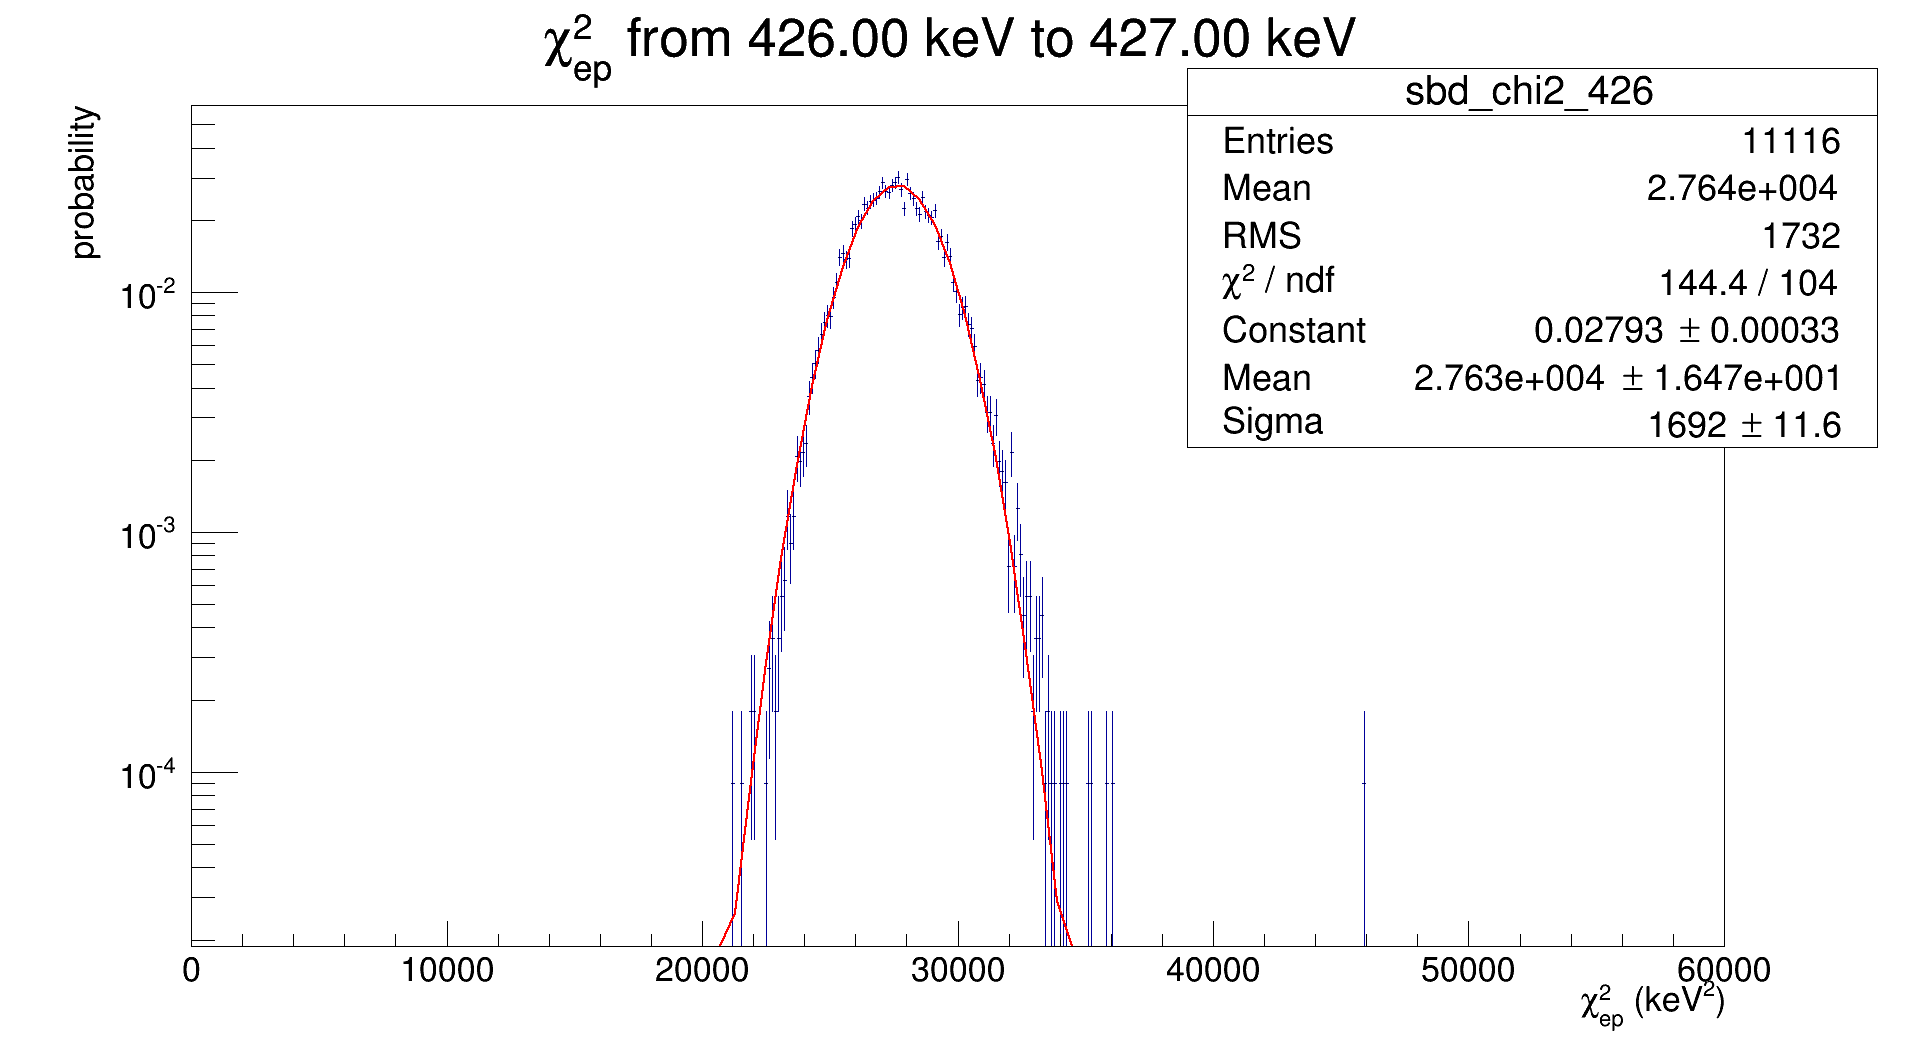 χ²ep from 426.00 keV to 427.00 keV
sbd_chi2_426
Entries 11116
Mean 2.764e+004
RMS 1732
χ² / ndf 144.4 / 104
Constant 0.02793 ± 0.00033
Mean 2.763e+004 ± 1.647e+001
Sigma 1692 ± 11.6
probability
10⁻²
10⁻³
10⁻⁴
0 10000 20000 30000 40000 50000 60000
χ²ep (keV²)